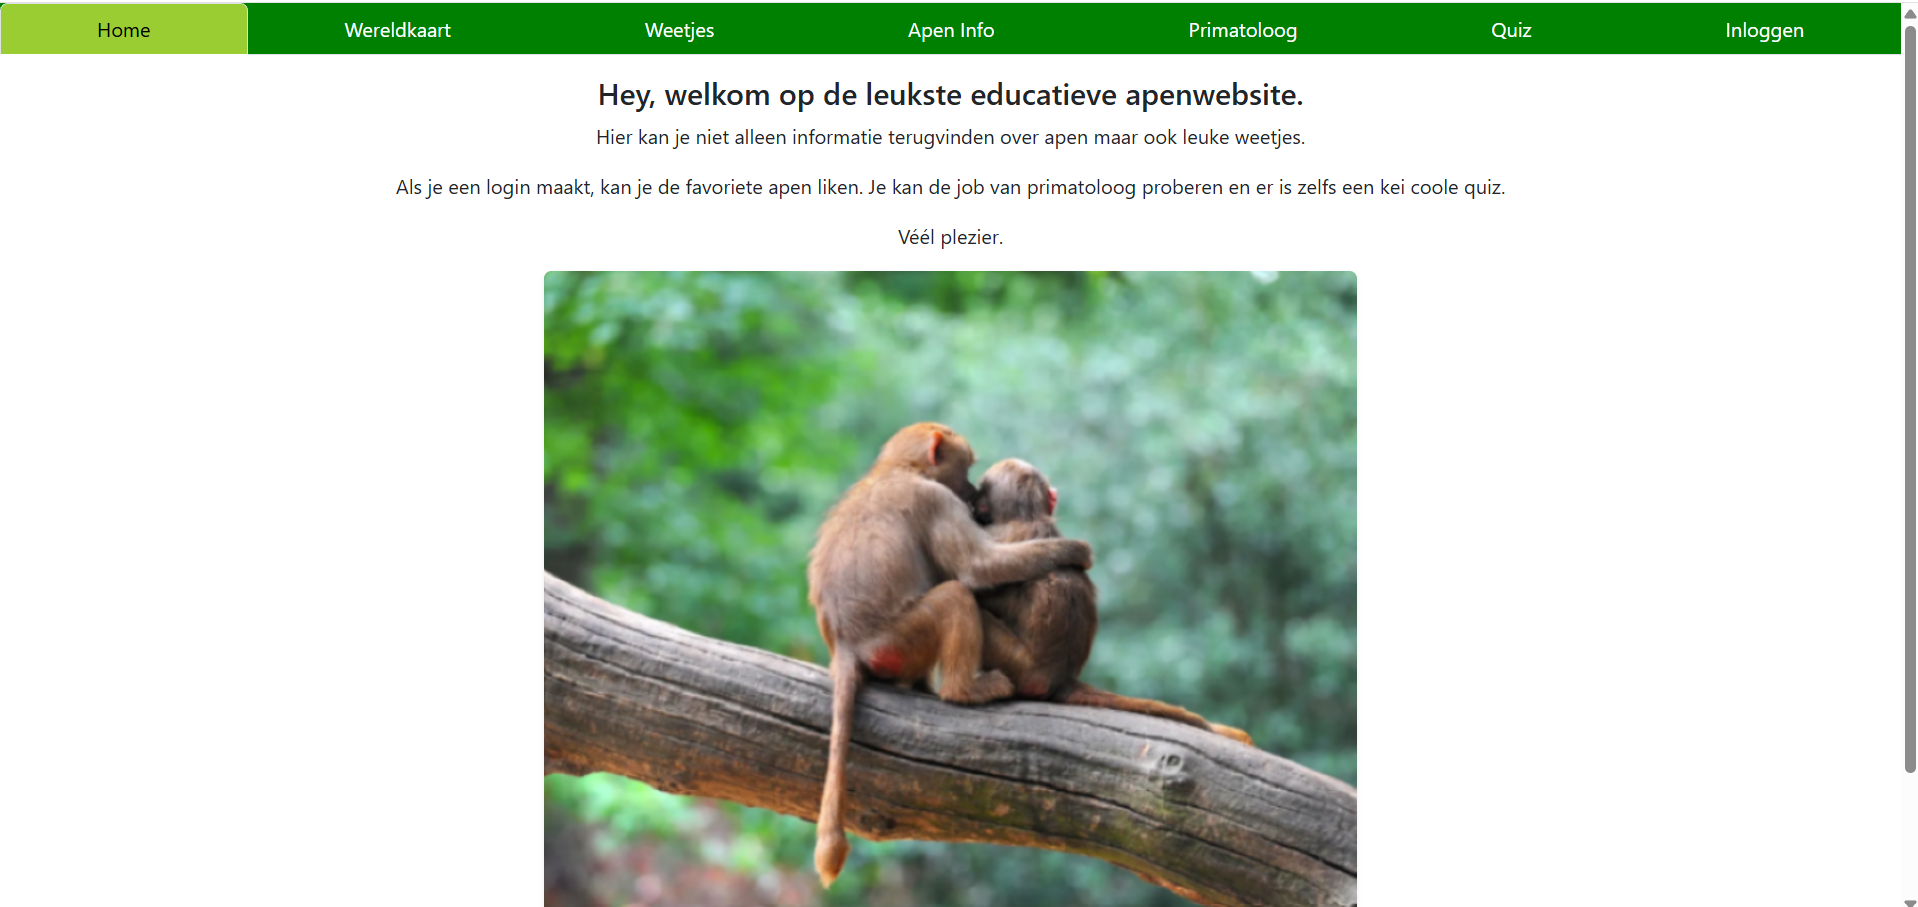 Home Wereldkaart Weetjes Apen Info Primatoloog Quiz Inloggen
Hey, welkom op de leukste educatieve apenwebsite.
Hier kan je niet alleen informatie terugvinden over apen maar ook leuke weetjes.
Als je een login maakt, kan je de favoriete apen liken. Je kan de job van primatoloog proberen en er is zelfs een kei coole quiz.
Véél plezier.